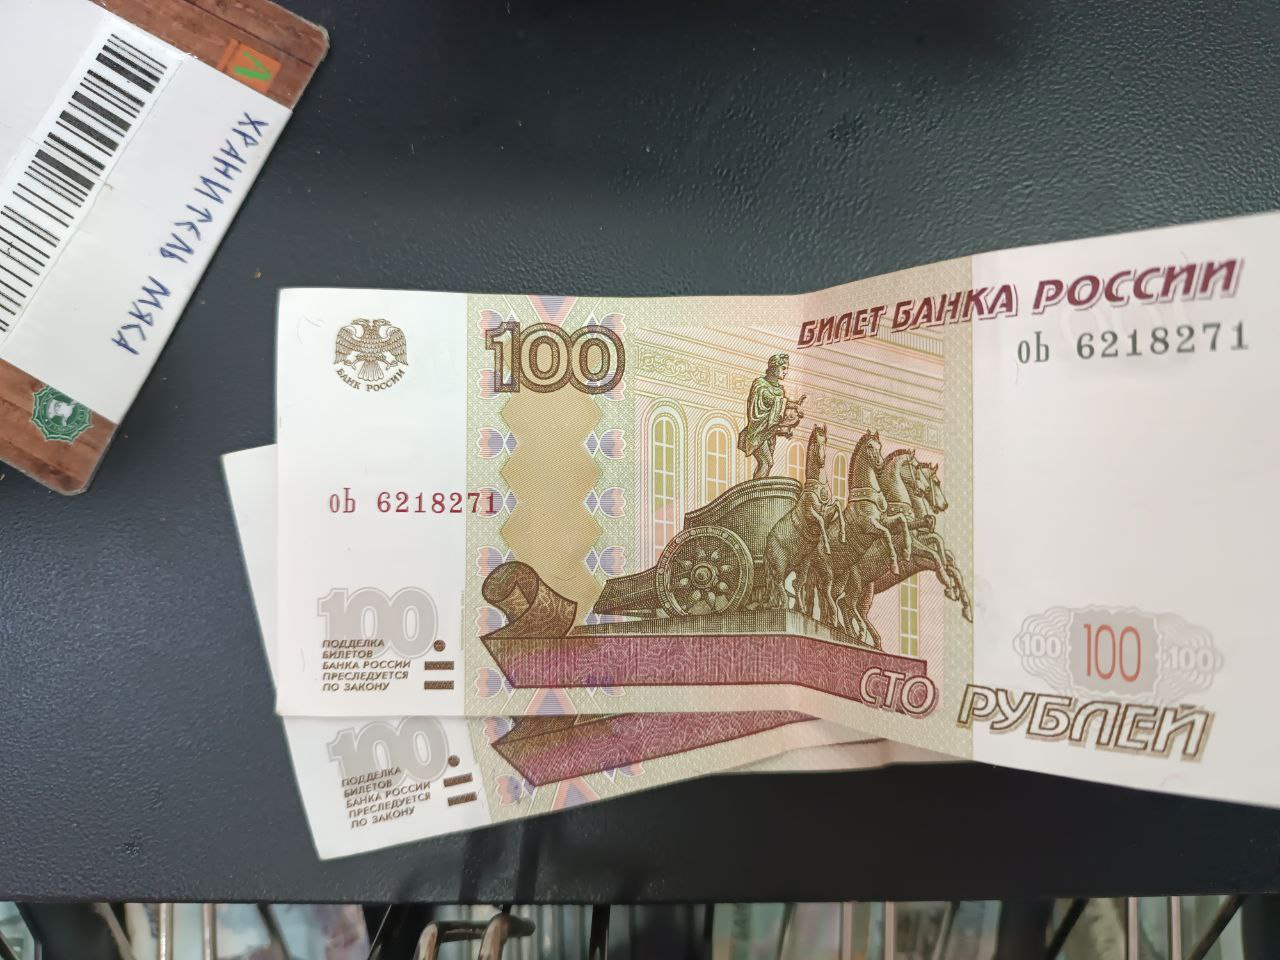 ХРАНИТЕЛЬ МЯСА
БАНК РОССИИ
100
БИЛЕТ БАНКА РОССИИ
оЬ 6218271
оЬ 6218271
100
ПОДДЕЛКА
БИЛЕТОВ
БАНКА РОССИИ
ПРЕСЛЕДУЕТСЯ
ПО ЗАКОНУ
100 100 100
СТО РУБЛЕЙ
100
ПОДДЕЛКА
БИЛЕТОВ
БАНКА РОССИИ
ПРЕСЛЕДУЕТСЯ
ПО ЗАКОНУ